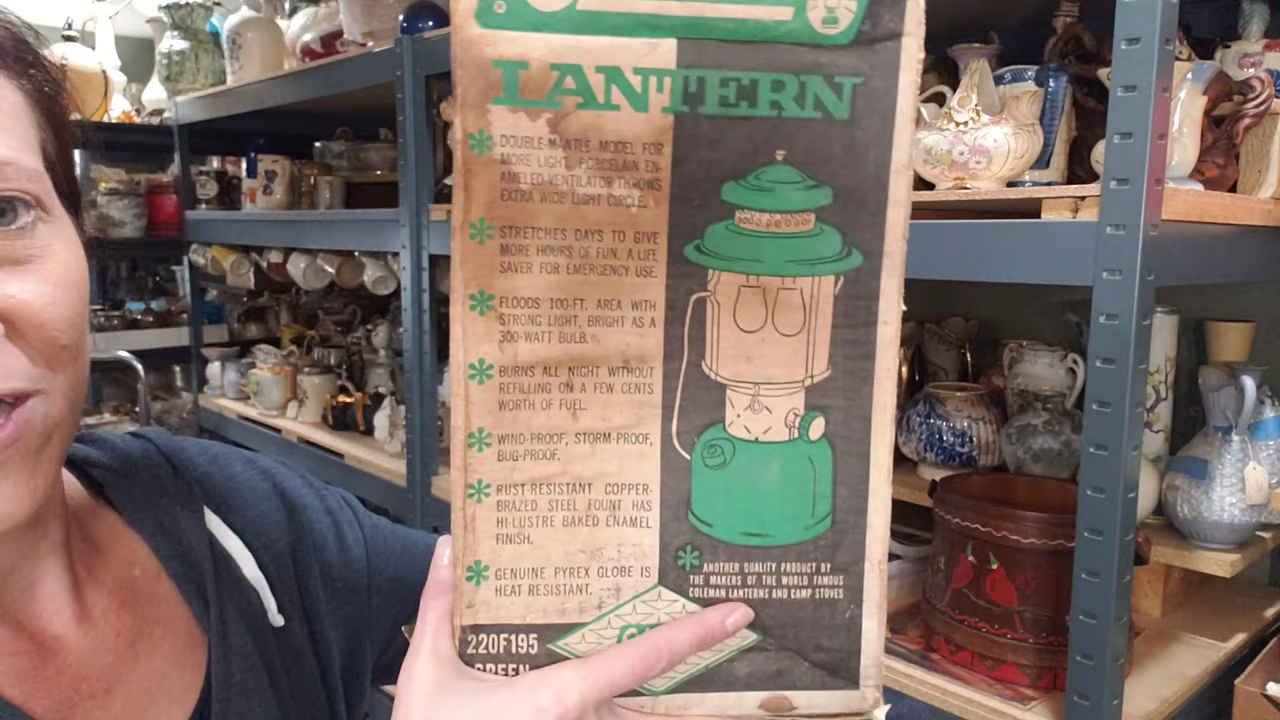 LANTERN
DOUBLE-MANTLE MODEL FOR
MORE LIGHT. PORCELAIN EN-
AMELED VENTILATOR THROWS
EXTRA WIDE LIGHT CIRCLE.
STRETCHES DAYS TO GIVE
MORE HOURS OF FUN. A LIFE
SAVER FOR EMERGENCY USE.
FLOODS 100-FT. AREA WITH
STRONG LIGHT, BRIGHT AS A
300-WATT BULB.
BURNS ALL NIGHT WITHOUT
REFILLING ON A FEW CENTS
WORTH OF FUEL.
WIND-PROOF, STORM-PROOF,
BUG-PROOF.
RUST-RESISTANT COPPER-
BRAZED STEEL FOUNT HAS
HI-LUSTRE BAKED ENAMEL
FINISH.
GENUINE PYREX GLOBE IS
HEAT RESISTANT.
ANOTHER QUALITY PRODUCT BY
THE MAKERS OF THE WORLD FAMOUS
COLEMAN LANTERNS AND CAMP STOVES
220F195
GREEN